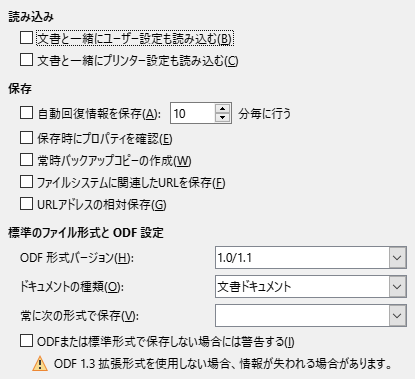 読み込み
文書と一緒にユーザー設定も読み込む(B)
文書と一緒にプリンター設定も読み込む(C)
保存
自動回復情報を保存(A): 10 分毎に行う
保存時にプロパティを確認(E)
常時バックアップコピーの作成(W)
ファイルシステムに関連したURLを保存(F)
URLアドレスの相対保存(G)
標準のファイル形式と ODF 設定
ODF 形式バージョン(H): 1.0/1.1
ドキュメントの種類(O): 文書ドキュメント
常に次の形式で保存(V):
ODFまたは標準形式で保存しない場合には警告する(I)
ODF 1.3 拡張形式を使用しない場合、情報が失われる場合があります。